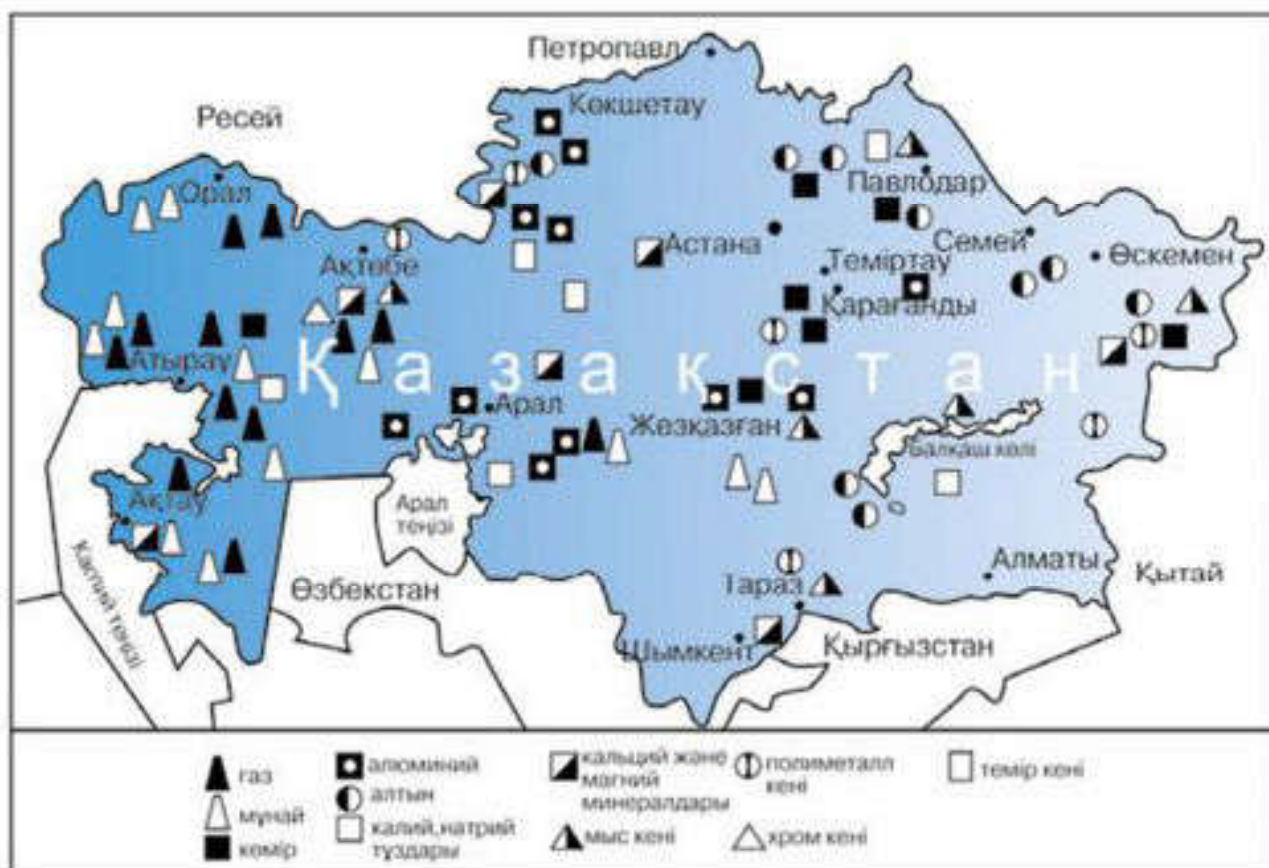 Петропавл
Көкшетау
Ресей
Орал
Павлодар
Ақтөбе
Астана
Семей
Теміртау
Өскемен
Қарағанды
Атырау
Қазақстан
Арал
Жезқазған
Балқаш көлі
Ақтау
Арал
теңізі
Каспий теңізі
Өзбекстан
Алматы
Қытай
Тараз
Шымкент
Қырғызстан
газ
мұнай
көмір
алюминий
алтын
калий, натрий
тұздары
кальций және
магний
минералдары
мыс кені
полиметалл
кені
хром кені
темір кені